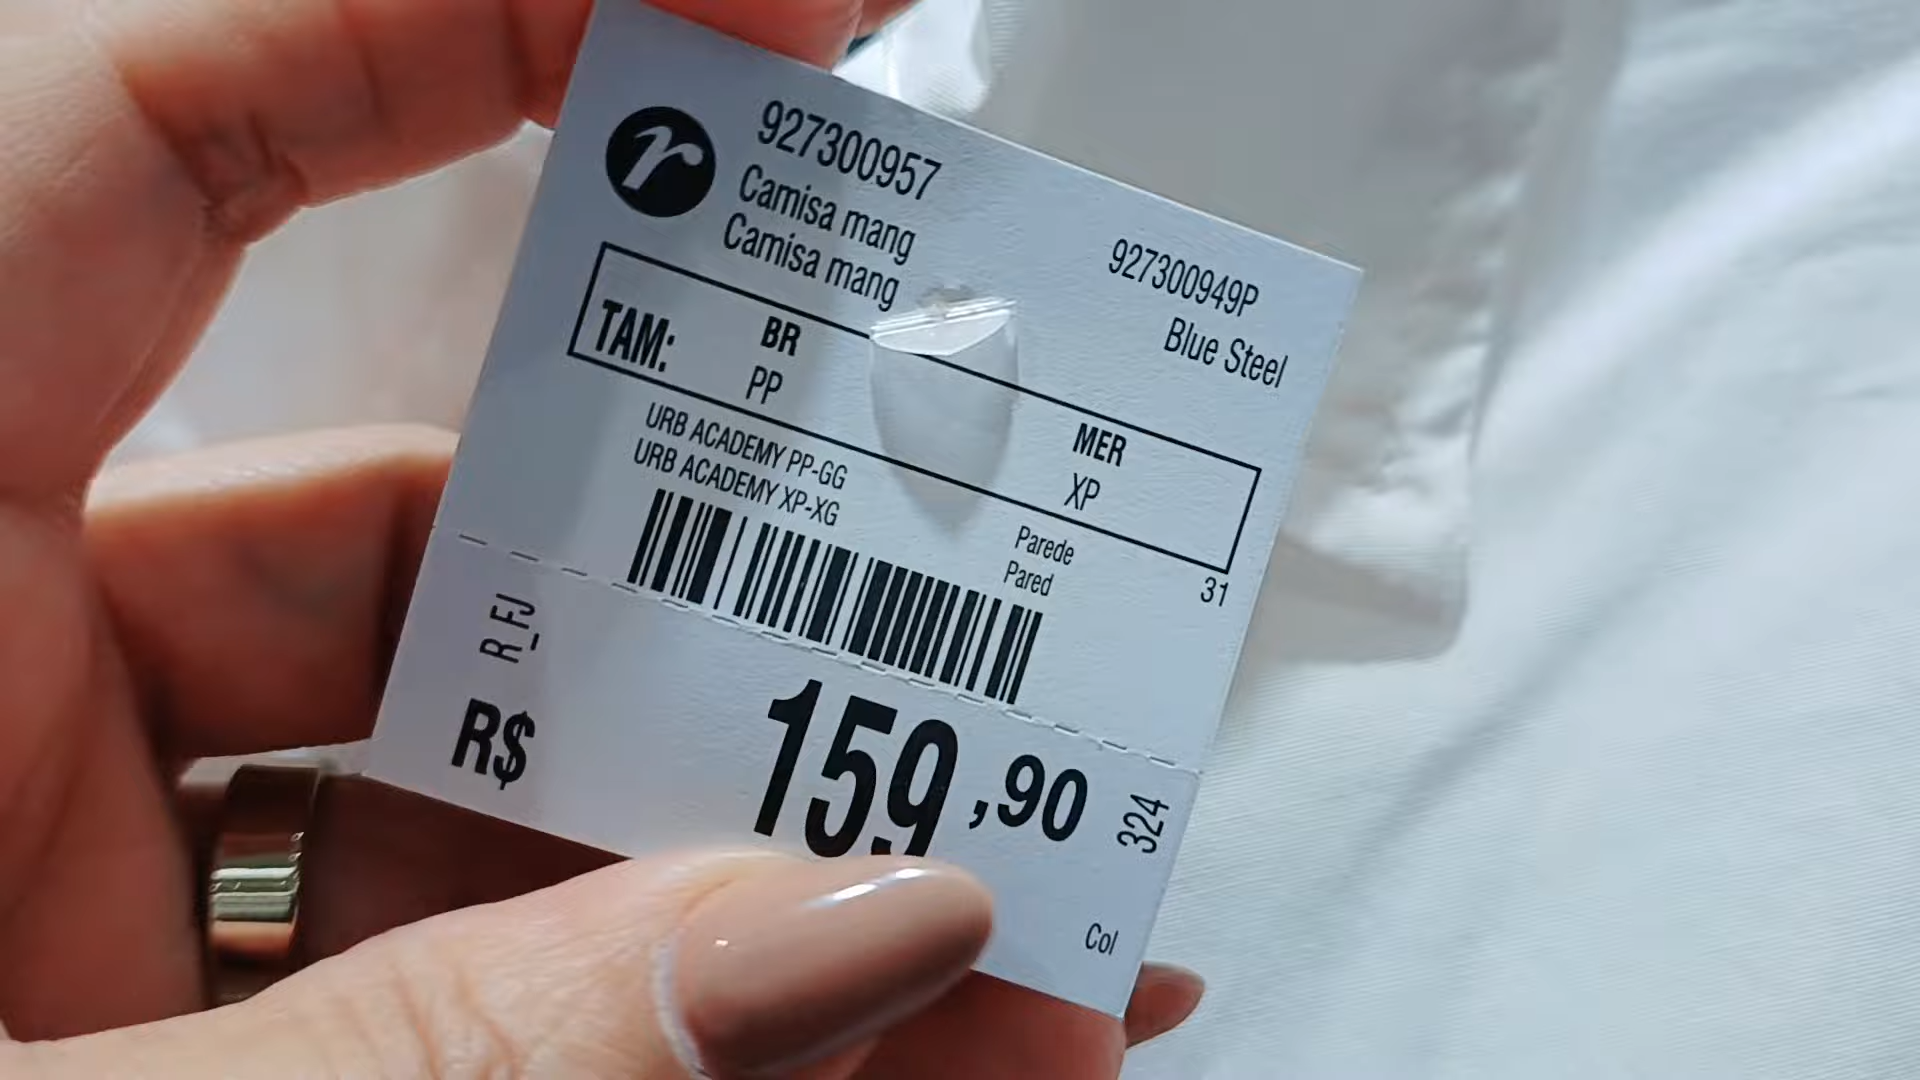 r
927300957
Camisa mang
Camisa mang
927300949P
Blue Steel
TAM:
BR
PP
MER
XP
URB ACADEMY PP-GG
URB ACADEMY XP-XG
Parede
Pared
31
R_FJ
R$ 159,90
324
Col